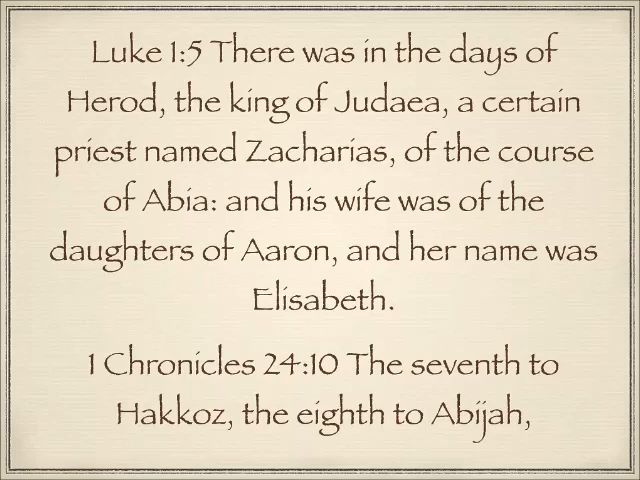 Luke 1:5 There was in the days of
Herod, the king of Judaea, a certain
priest named Zacharias, of the course
of Abia: and his wife was of the
daughters of Aaron, and her name was
Elisabeth.
1 Chronicles 24:10 The seventh to
Hakkoz, the eighth to Abijah,